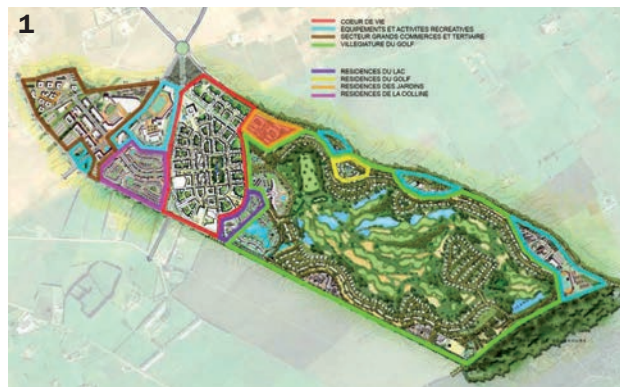 1
COEUR DE VIE
EQUIPEMENTS ET ACTIVITES RECREATIVES
SECTEUR GRANDS COMMERCES ET TERTIAIRE
VILLEGIATURE DU GOLF
RESIDENCES DU LAC
RESIDENCES DU GOLF
RESIDENCES DES JARDINS
RESIDENCES DE LA COLLINE